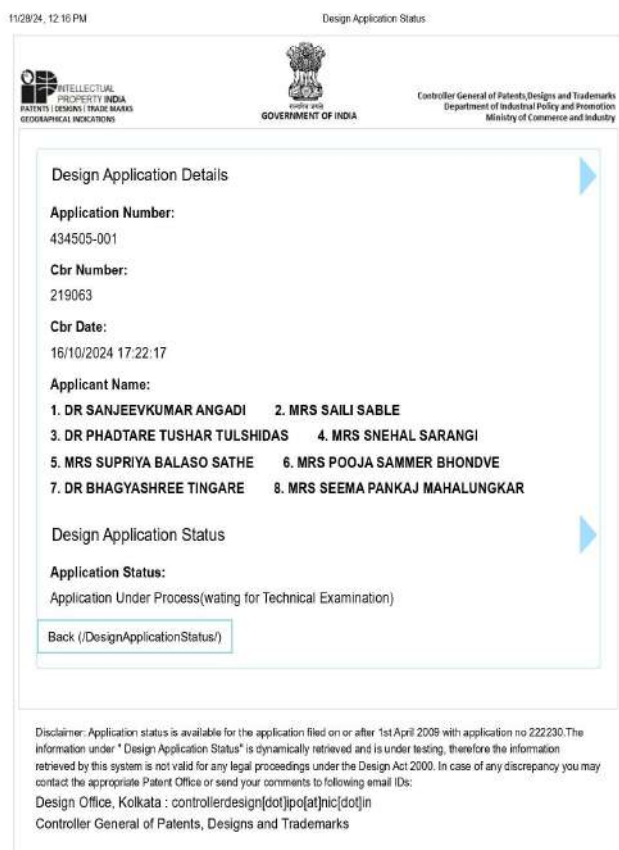 11/28/24, 12:16 PM Design Application Status
INTELLECTUAL
PROPERTY INDIA
PATENTS | DESIGNS | TRADE MARKS
GEOGRAPHICAL INDICATIONS
सत्यमेव जयते
GOVERNMENT OF INDIA
Controller General of Patents,Designs and Trademarks
Department of Industrial Policy and Promotion
Ministry of Commerce and Industry
Design Application Details
Application Number:
434505-001
Cbr Number:
219063
Cbr Date:
16/10/2024 17:22:17
Applicant Name:
1. DR SANJEEVKUMAR ANGADI 2. MRS SAILI SABLE
3. DR PHADTARE TUSHAR TULSHIDAS 4. MRS SNEHAL SARANGI
5. MRS SUPRIYA BALASO SATHE 6. MRS POOJA SAMMER BHONDVE
7. DR BHAGYASHREE TINGARE 8. MRS SEEMA PANKAJ MAHALUNGKAR
Design Application Status
Application Status:
Application Under Process(wating for Technical Examination)
Back (/DesignApplicationStatus/)
Disclaimer: Application status is available for the application filed on or after 1st April 2009 with application no 222230.The
information under " Design Application Status" is dynamically retrieved and is under testing, therefore the information
retrieved by this system is not valid for any legal proceedings under the Design Act 2000. In case of any discrepancy you may
contact the appropriate Patent Office or send your comments to following email IDs:
Design Office, Kolkata : controllerdesign[dot]ipo[at]nic[dot]in
Controller General of Patents, Designs and Trademarks